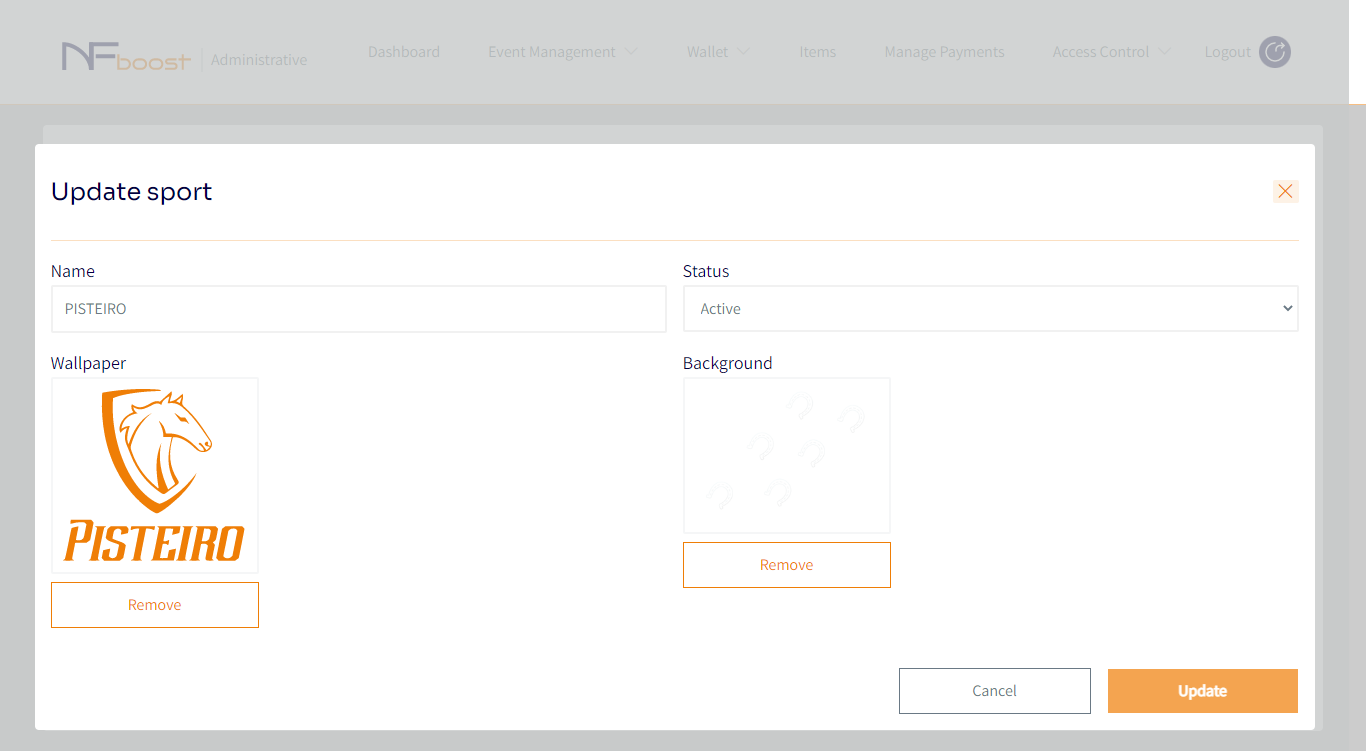 NFboost Administrative Dashboard Event Management Wallet Items Manage Payments Access Control Logout
Update sport
Name
PISTEIRO
Status
Active
Wallpaper
PISTEIRO
Remove
Background
Remove
Cancel
Update